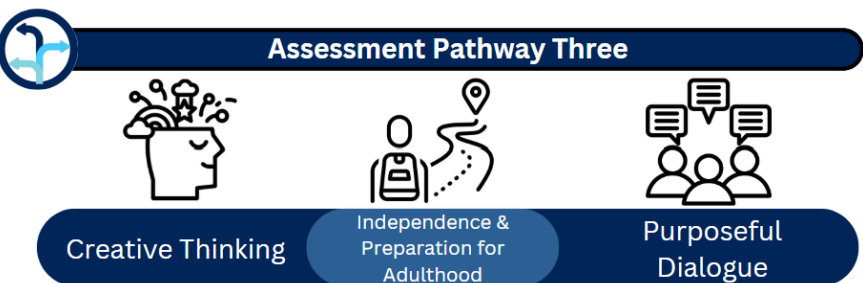 Assessment Pathway Three
Creative Thinking
Independence &
Preparation for
Adulthood
Purposeful
Dialogue